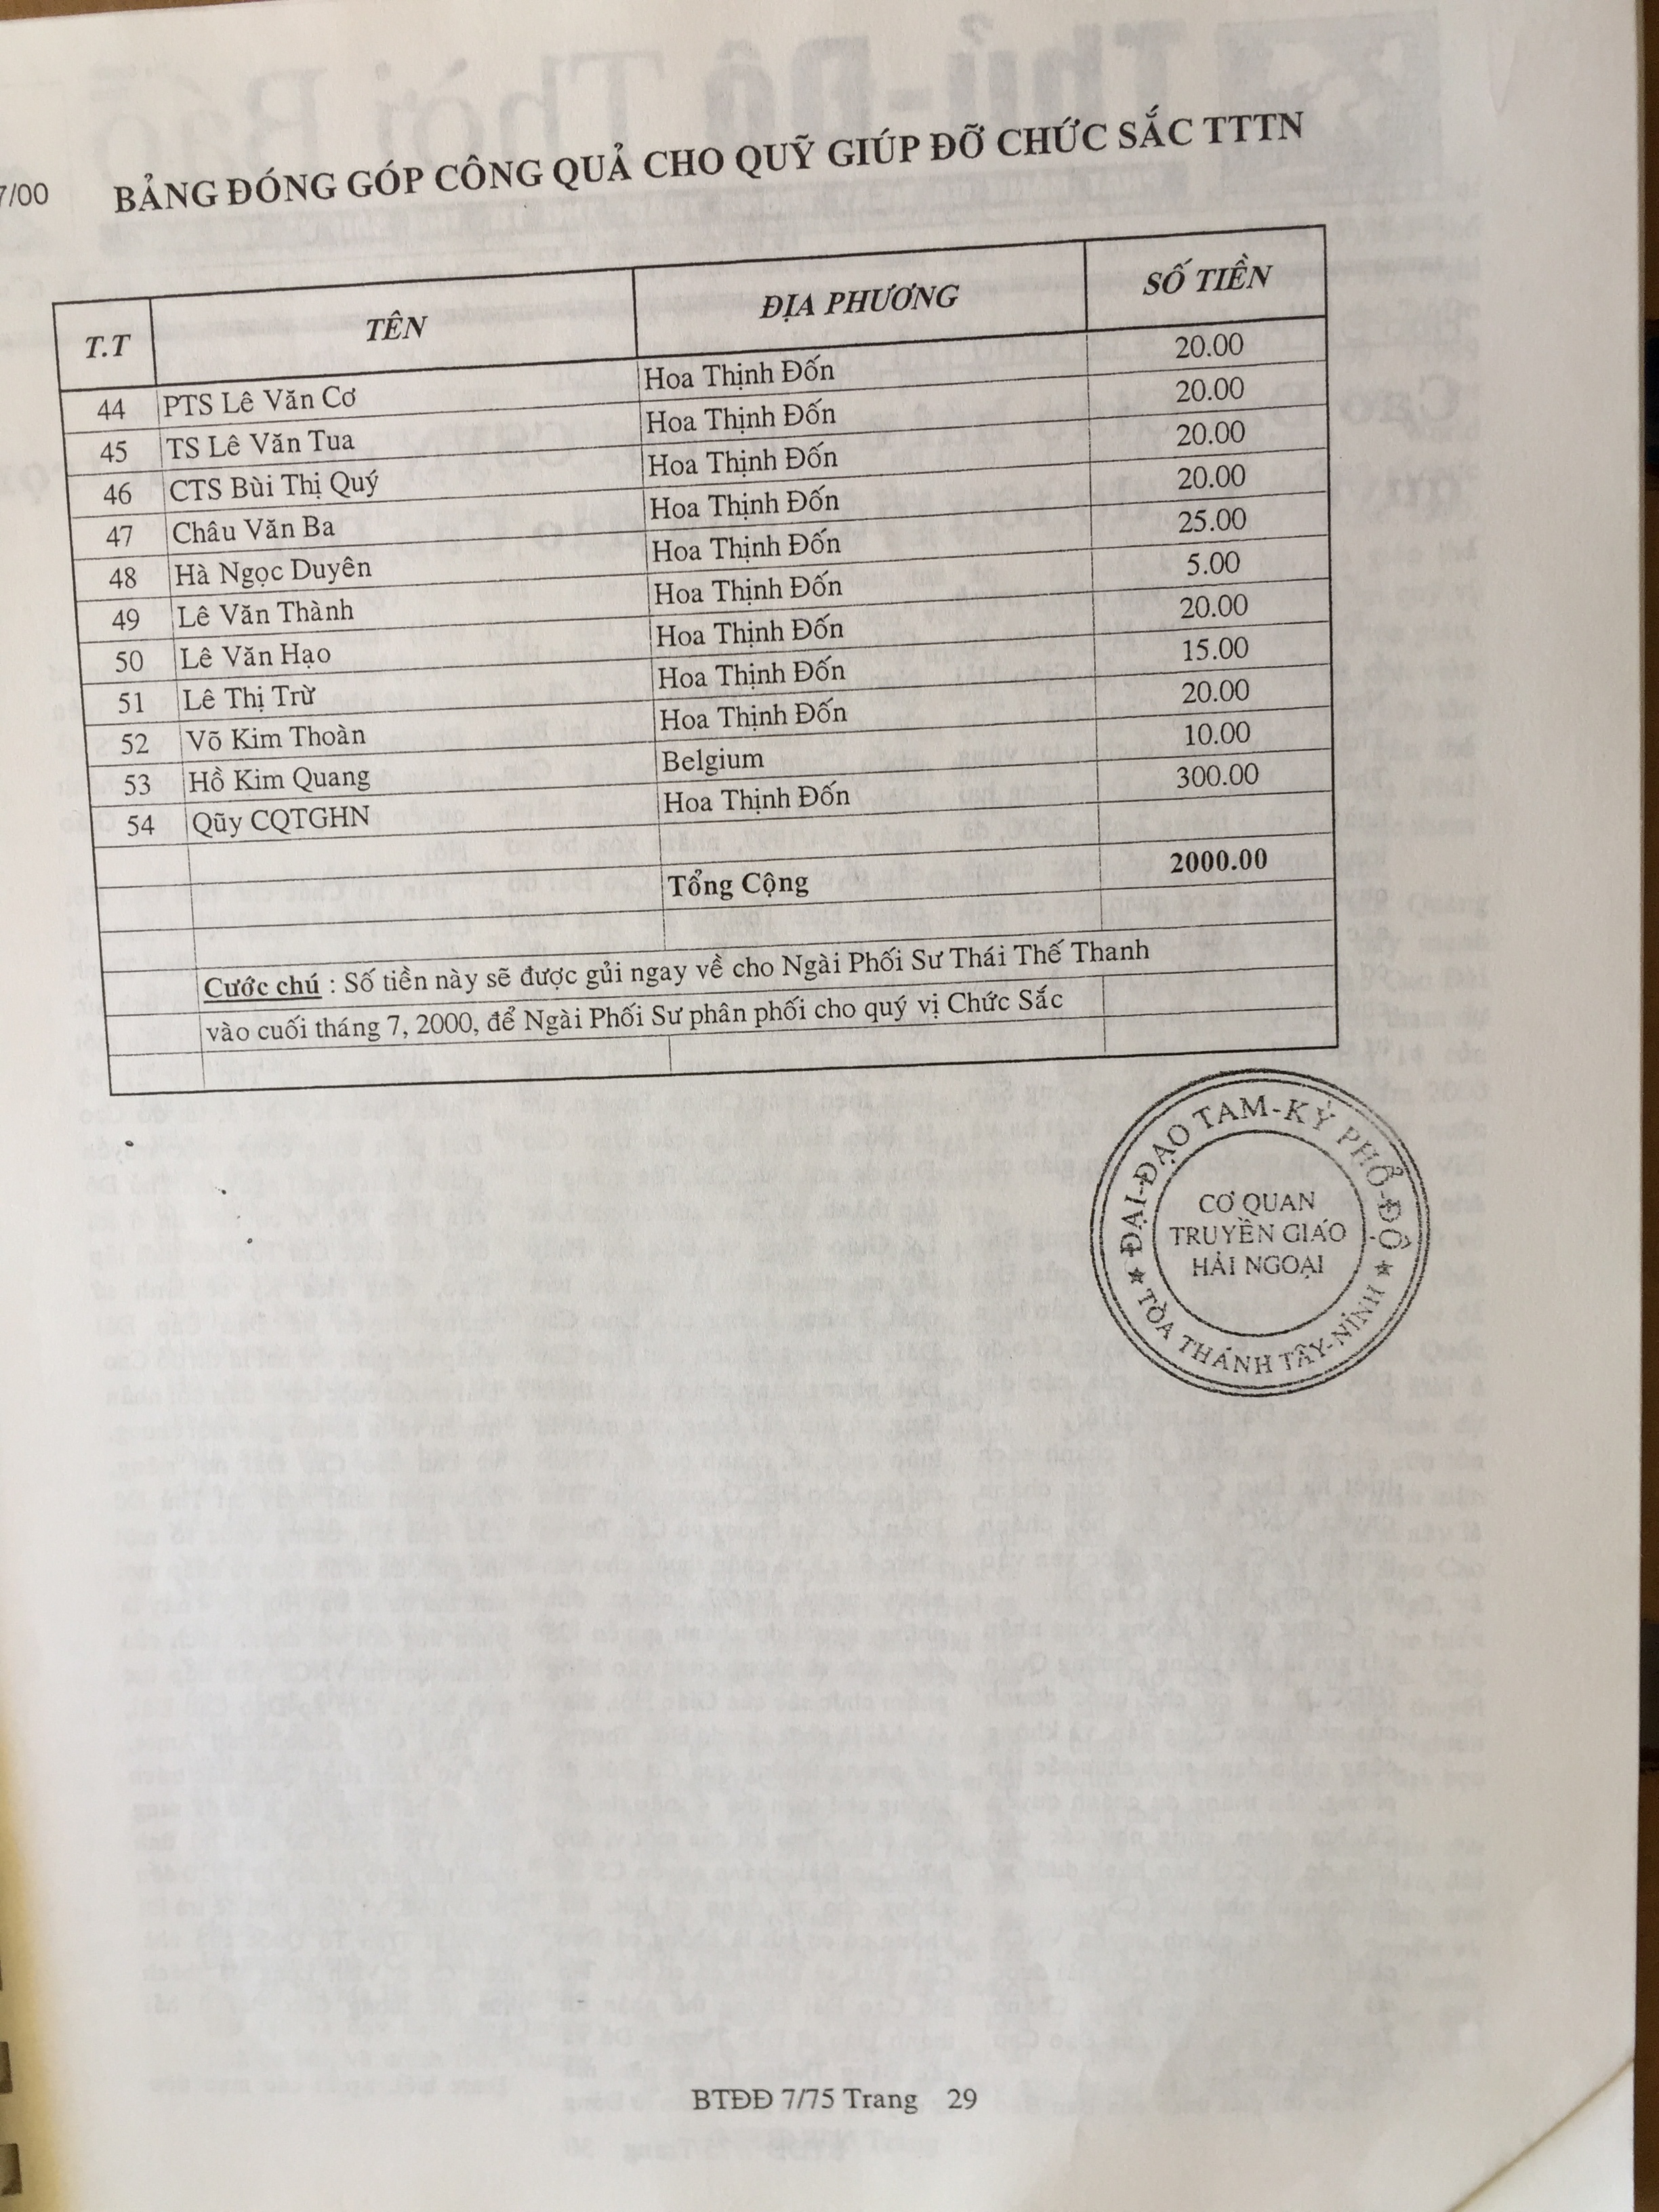 7/00
BẢNG ĐÓNG GÓP CÔNG QUẢ CHO QUỸ GIÚP ĐỠ CHỨC SẮC TTTN
T.T TÊN ĐỊA PHƯƠNG SỐ TIỀN
44 PTS Lê Văn Cơ Hoa Thịnh Đốn 20.00
45 TS Lê Văn Tua Hoa Thịnh Đốn 20.00
46 CTS Bùi Thị Quý Hoa Thịnh Đốn 20.00
47 Châu Văn Ba Hoa Thịnh Đốn 20.00
48 Hà Ngọc Duyên Hoa Thịnh Đốn 25.00
49 Lê Văn Thành Hoa Thịnh Đốn 5.00
50 Lê Văn Hạo Hoa Thịnh Đốn 20.00
51 Lê Thị Trừ Hoa Thịnh Đốn 15.00
52 Võ Kim Thoàn Hoa Thịnh Đốn 20.00
53 Hồ Kim Quang Belgium 10.00
54 Qũy CQTGHN Hoa Thịnh Đốn 300.00
Tổng Cộng 2000.00
Cước chú : Số tiền này sẽ được gủi ngay về cho Ngài Phối Sư Thái Thế Thanh
vào cuối tháng 7, 2000, để Ngài Phối Sư phân phối cho quý vị Chức Sắc
ĐẠI-ĐẠO TAM-KỲ PHỔ-ĐỘ
CƠ QUAN
TRUYỀN GIÁO
HẢI NGOẠI
★ TÒA THÁNH TÂY-NINH ★
BTĐĐ 7/75 Trang 29